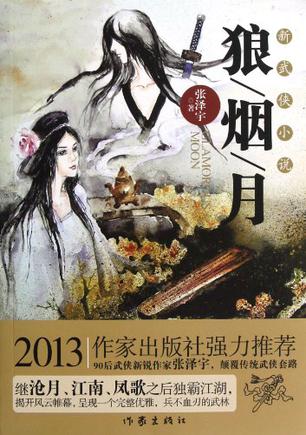 新武侠小说
狼/烟/月
张泽宇
著
GLAMOR
MOON
2013
作家出版社强力推荐
90后武侠新锐作家张泽宇，颠覆传统武侠套路
继沧月、江南、凤歌之后独霸江湖，
揭开风云帷幕，呈现一个完整优雅，兵不血刃的武林
作家出版社